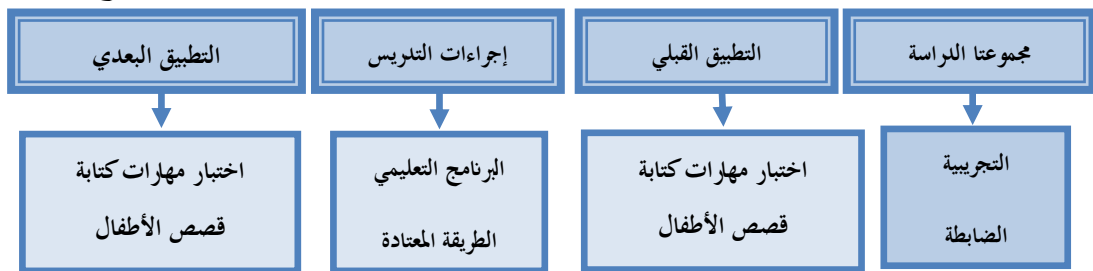 مجموعتا الدراسة
التطبيق القبلي
إجراءات التدريس
التطبيق البعدي
التجريبية
الضابطة
اختبار مهارات كتابة
قصص الأطفال
البرنامج التعليمي
الطريقة المعتادة
اختبار مهارات كتابة
قصص الأطفال